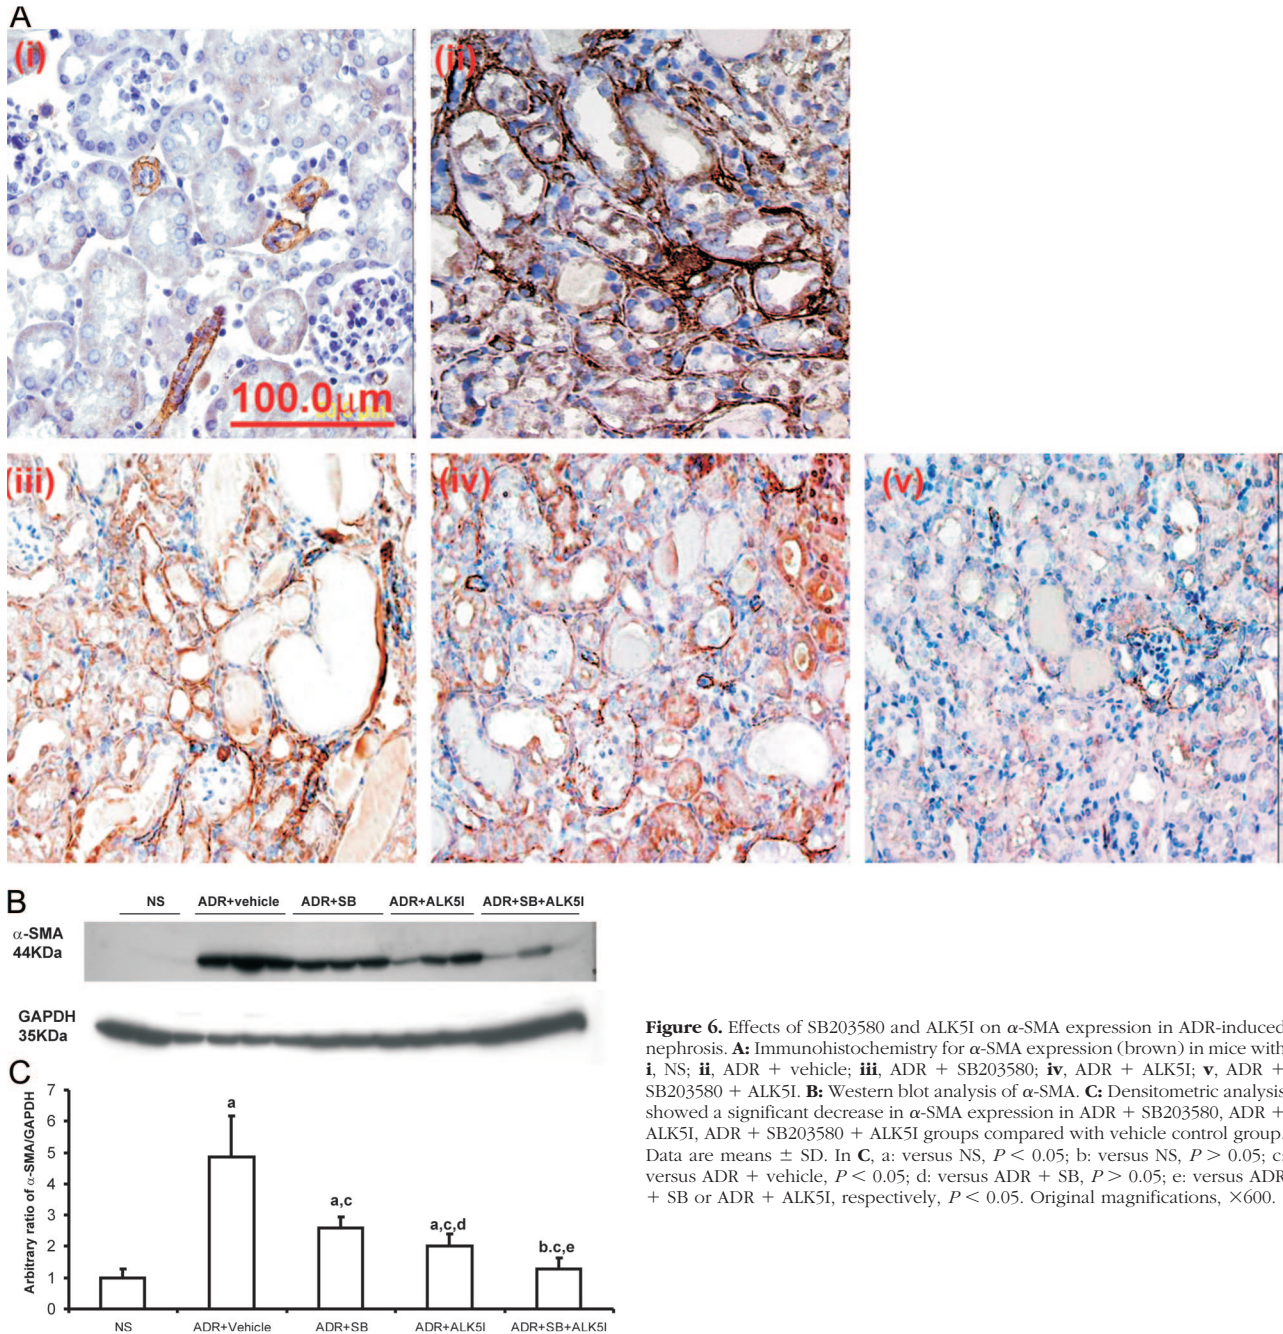 A
(i)
(ii)
100.0μm
(iii)
(iv)
(v)
B
NS ADR+vehicle ADR+SB ADR+ALK5I ADR+SB+ALK5I
α-SMA
44KDa
GAPDH
35KDa
C
Arbitrary ratio of α-SMA/GAPDH
7
6
5
4
3
2
1
0
a
a,c
a,c,d
b.c,e
NS ADR+Vehicle ADR+SB ADR+ALK5I ADR+SB+ALK5I
Figure 6. Effects of SB203580 and ALK5I on α-SMA expression in ADR-induced
nephrosis. A: Immunohistochemistry for α-SMA expression (brown) in mice with
i, NS; ii, ADR + vehicle; iii, ADR + SB203580; iv, ADR + ALK5I; v, ADR +
SB203580 + ALK5I. B: Western blot analysis of α-SMA. C: Densitometric analysis
showed a significant decrease in α-SMA expression in ADR + SB203580, ADR +
ALK5I, ADR + SB203580 + ALK5I groups compared with vehicle control group.
Data are means ± SD. In C, a: versus NS, P < 0.05; b: versus NS, P > 0.05; c:
versus ADR + vehicle, P < 0.05; d: versus ADR + SB, P > 0.05; e: versus ADR
+ SB or ADR + ALK5I, respectively, P < 0.05. Original magnifications, ×600.